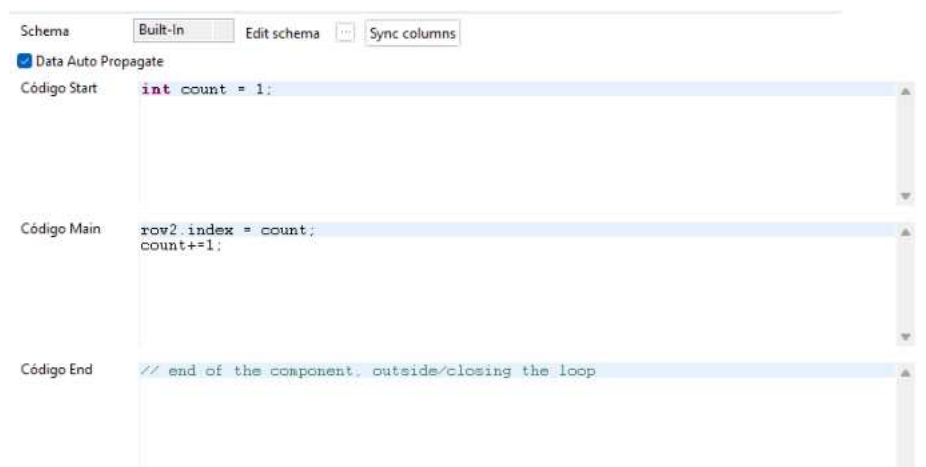 Schema Built-In Edit schema ... Sync columns
Data Auto Propagate
Código Start int count = 1;
Código Main row2.index = count;
count+=1;
Código End // end of the component, outside/closing the loop